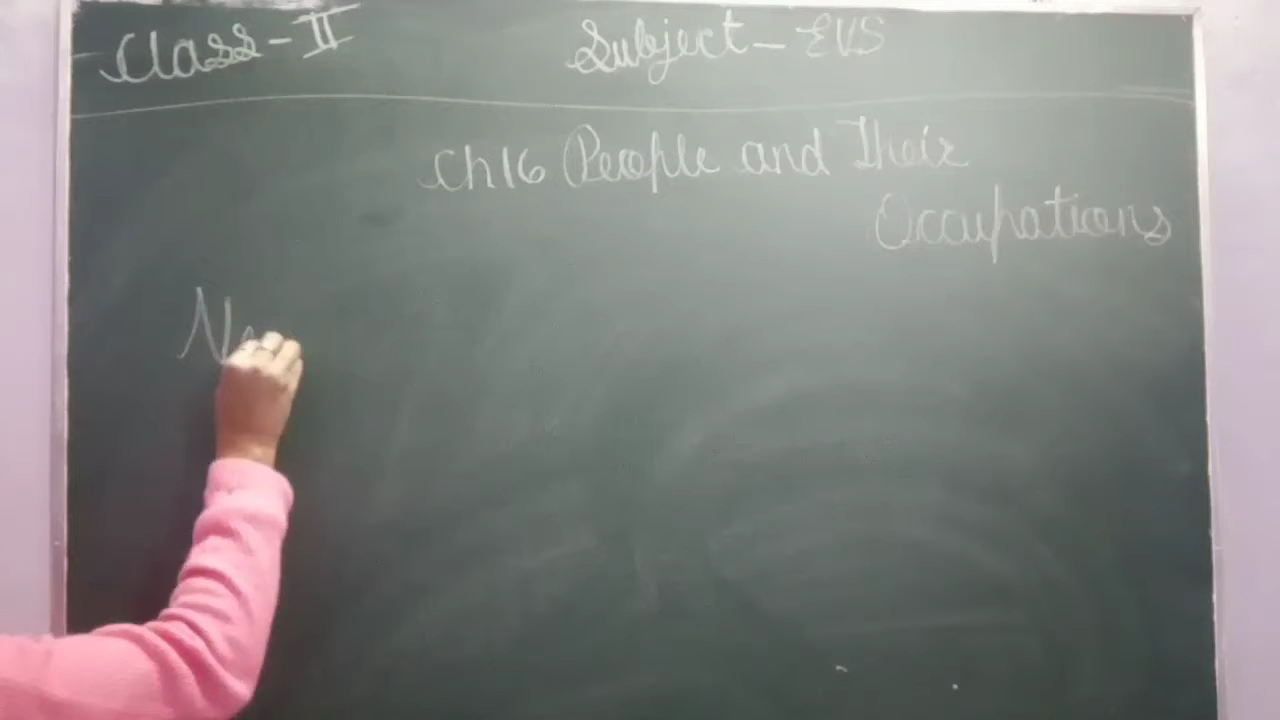 Class-II Subject-EVS
Ch16 People and Their
Occupations